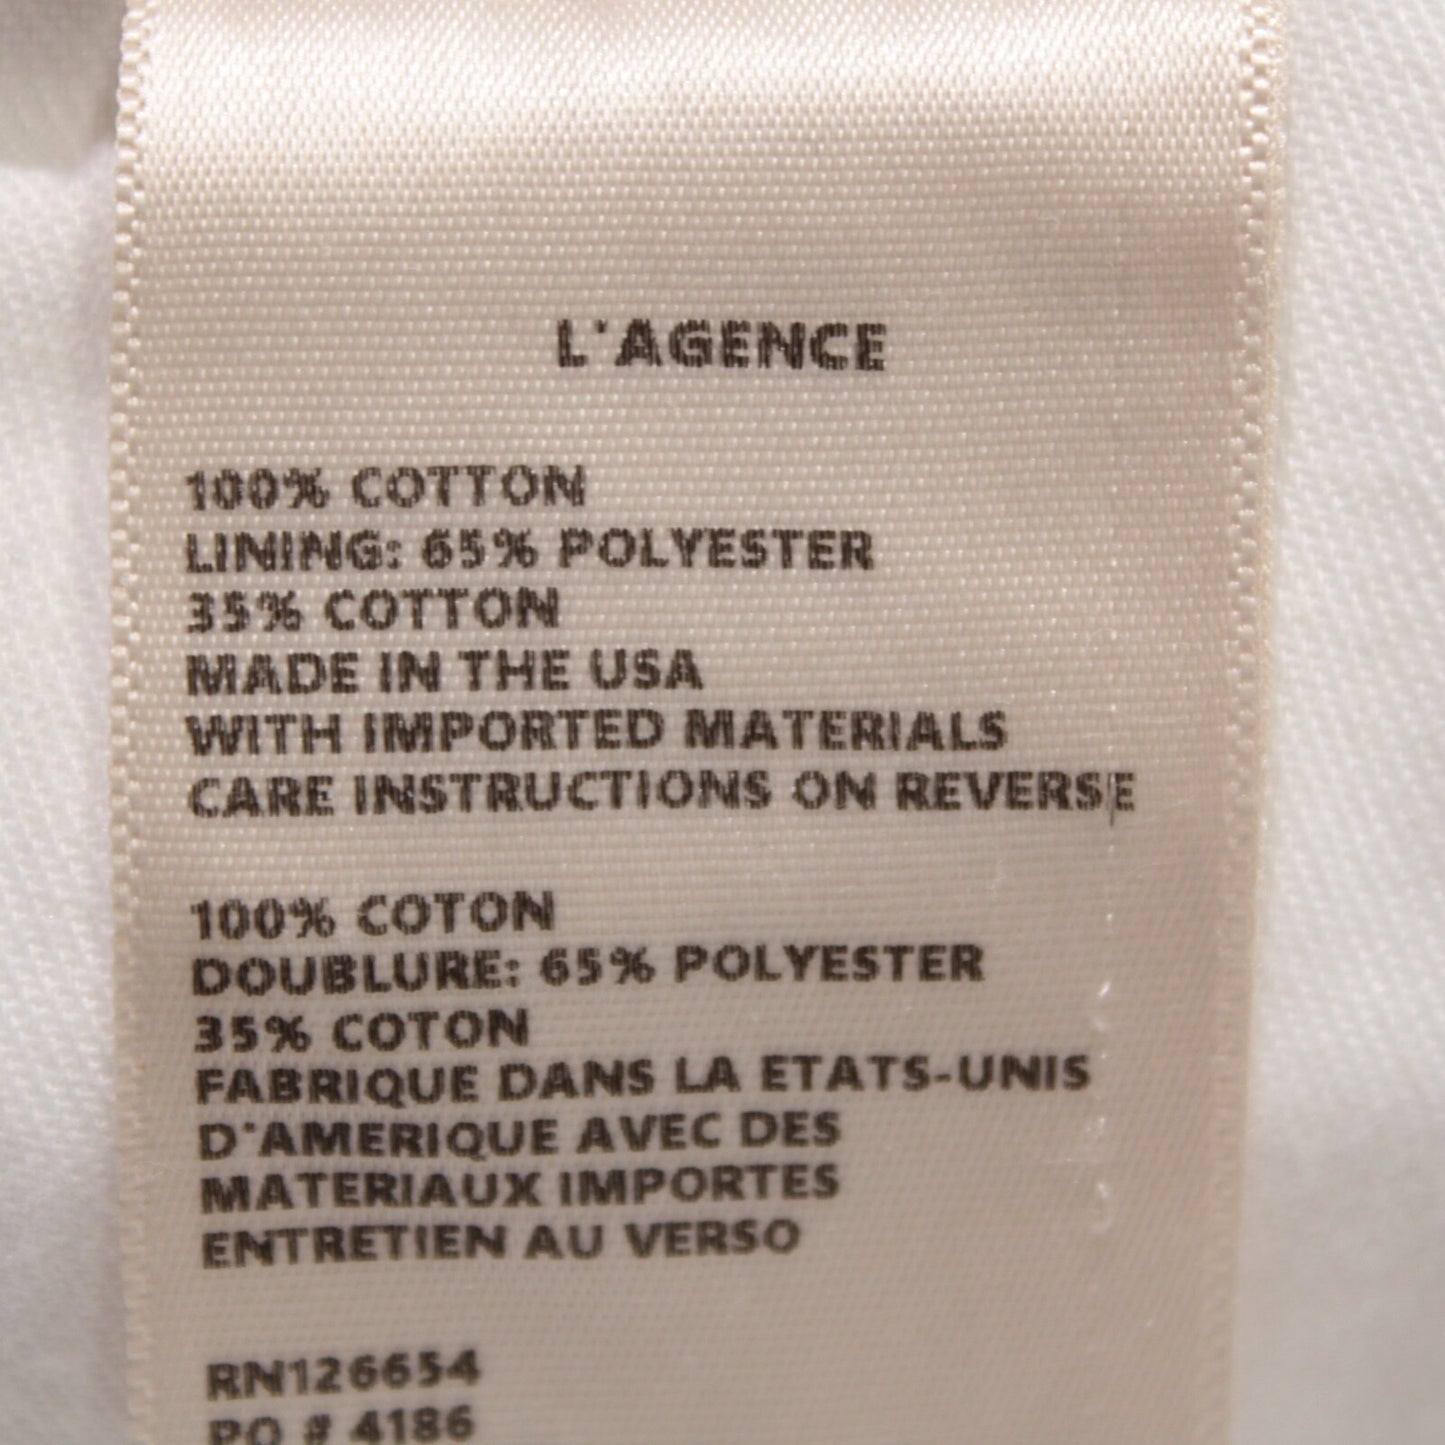 L'AGENCE
100% COTTON
LINING: 65% POLYESTER
35% COTTON
MADE IN THE USA
WITH IMPORTED MATERIALS
CARE INSTRUCTIONS ON REVERSE
100% COTON
DOUBLURE: 65% POLYESTER
35% COTON
FABRIQUE DANS LA ETATS-UNIS
D'AMERIQUE AVEC DES
MATERIAUX IMPORTES
ENTRETIEN AU VERSO
RN126654
PO # 4186